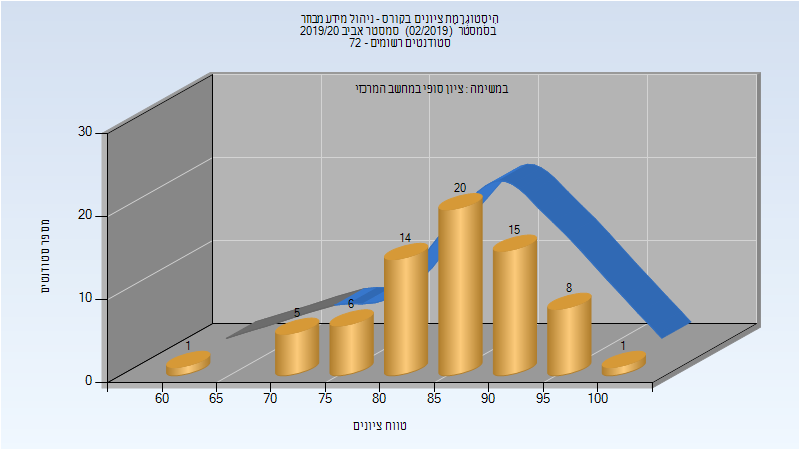 היסטוגרמת ציונים בקורס - ניהול מידע מבחר
בסמסטר (02/2019) סמסטר אביב 2019/20
סטודנטים רשומים - 72
במשימה : ציון סופי במחשב המרכזי
מספר סטודנטים
30
20
10
0
1
5
6
14
20
15
8
1
60 65 70 75 80 85 90 95 100
טווח ציונים